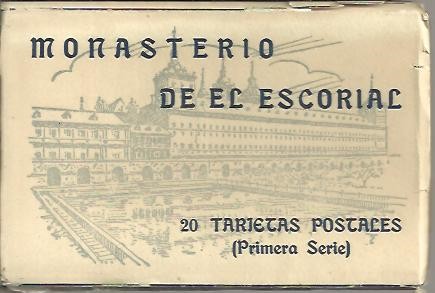 MONASTERIO
DE EL ESCORIAL
20 TARJETAS POSTALES
(Primera Serie)